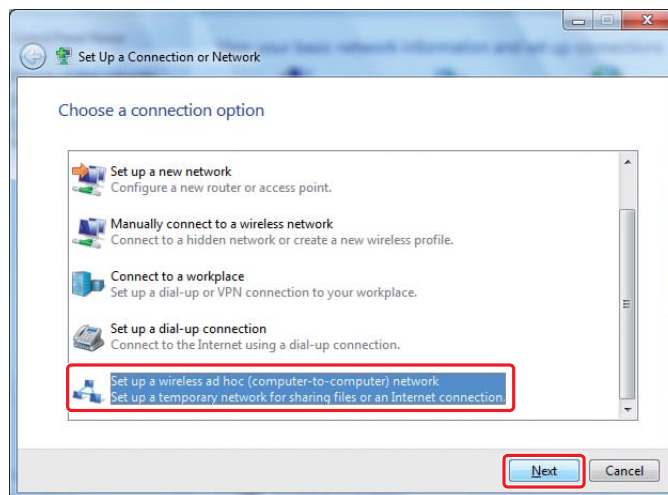 Set Up a Connection or Network
Choose a connection option
Set up a new network
Configure a new router or access point.
Manually connect to a wireless network
Connect to a hidden network or create a new wireless profile.
Connect to a workplace
Set up a dial-up or VPN connection to your workplace.
Set up a dial-up connection
Connect to the Internet using a dial-up connection.
Set up a wireless ad hoc (computer-to-computer) network
Set up a temporary network for sharing files or an Internet connection.
Next
Cancel